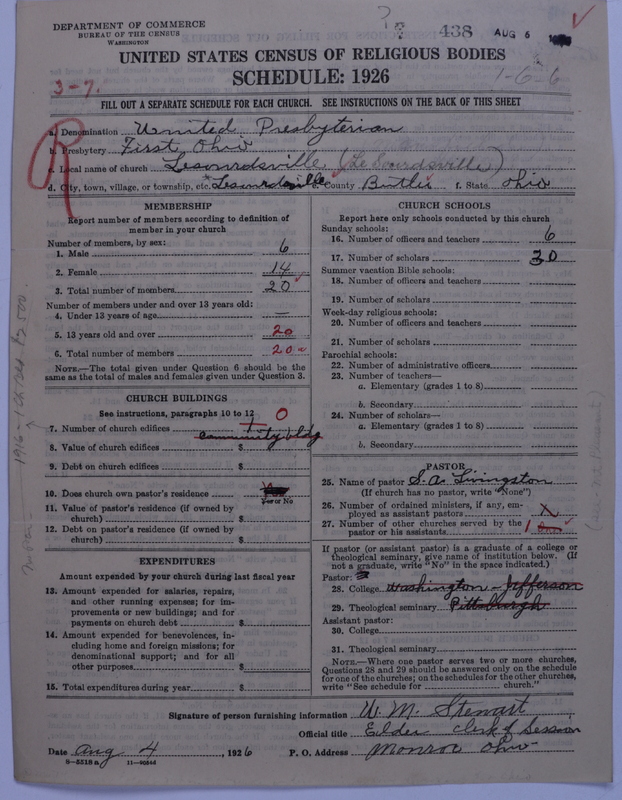 DEPARTMENT OF COMMERCE
BUREAU OF THE CENSUS
WASHINGTON
? 438 AUG 6
UNITED STATES CENSUS OF RELIGIOUS BODIES
SCHEDULE: 1926
3-7. 1-6-6
FILL OUT A SEPARATE SCHEDULE FOR EACH CHURCH. SEE INSTRUCTIONS ON THE BACK OF THIS SHEET
R
a. Denomination United Presbyterian
b. Presbytery First Ohio
c. Local name of church Lesourdsville (Le Sourdsville)
d. City, town, village, or township, etc. Lesourdsville e. County Butler f. State Ohio
MEMBERSHIP
Report number of members according to definition of
member in your church
Number of members, by sex:
1. Male 6
2. Female 14
3. Total number of members 20
Number of members under and over 13 years old:
4. Under 13 years of age —
5. 13 years old and over 20
6. Total number of members 20
NOTE.—The total given under Question 6 should be the
same as the total of males and females given under Question 3.
CHURCH BUILDINGS
See instructions, paragraphs 10 to 12 0
7. Number of church edifices 1
community bldg
8. Value of church edifices $
9. Debt on church edifices $
10. Does church own pastor's residence
Yes or No
11. Value of pastor's residence (if owned by
church) $
12. Debt on pastor's residence (if owned by
church) $
EXPENDITURES
Amount expended by your church during last fiscal year
13. Amount expended for salaries, repairs,
and other running expenses; for im-
provements or new buildings; and for
payments on church debt $
14. Amount expended for benevolences, in-
cluding home and foreign missions; for
denominational support; and for all
other purposes $
15. Total expenditures during year $
CHURCH SCHOOLS
Report here only schools conducted by this church
Sunday schools:
16. Number of officers and teachers 6
17. Number of scholars 30
Summer vacation Bible schools:
18. Number of officers and teachers
19. Number of scholars
Week-day religious schools:
20. Number of officers and teachers
21. Number of scholars
Parochial schools:
22. Number of administrative officers
23. Number of teachers—
a. Elementary (grades 1 to 8)
b. Secondary
24. Number of scholars—
a. Elementary (grades 1 to 8)
b. Secondary
PASTOR
25. Name of pastor S. A. Livingston
(If church has no pastor, write "None")
26. Number of ordained ministers, if any, em-
ployed as assistant pastors X
27. Number of other churches served by the
pastor or his assistants 1 One
If pastor (or assistant pastor) is a graduate of a college or
theological seminary, give name of institution below. (If
not a graduate, write "No" in the space indicated.)
Pastor:
28. College Washington - Jefferson
29. Theological seminary Pittsburgh
Assistant pastor:
30. College
31. Theological seminary
NOTE.—Where one pastor serves two or more churches,
Questions 28 and 29 should be answered only on the schedule
for one of the churches; on the schedules for the other churches,
write "See schedule for church."
Signature of person furnishing information W. M. Stewart
Official title Elder Clerk of Session
Date Aug 4, 1926 P. O. Address Monroe Ohio